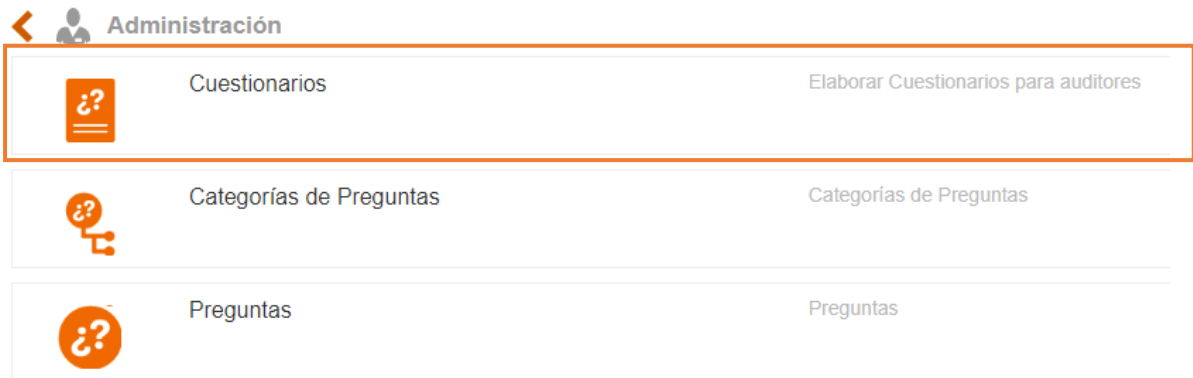 Administración
¿?
Cuestionarios
Elaborar Cuestionarios para auditores
¿?
Categorías de Preguntas
Categorías de Preguntas
¿?
Preguntas
Preguntas